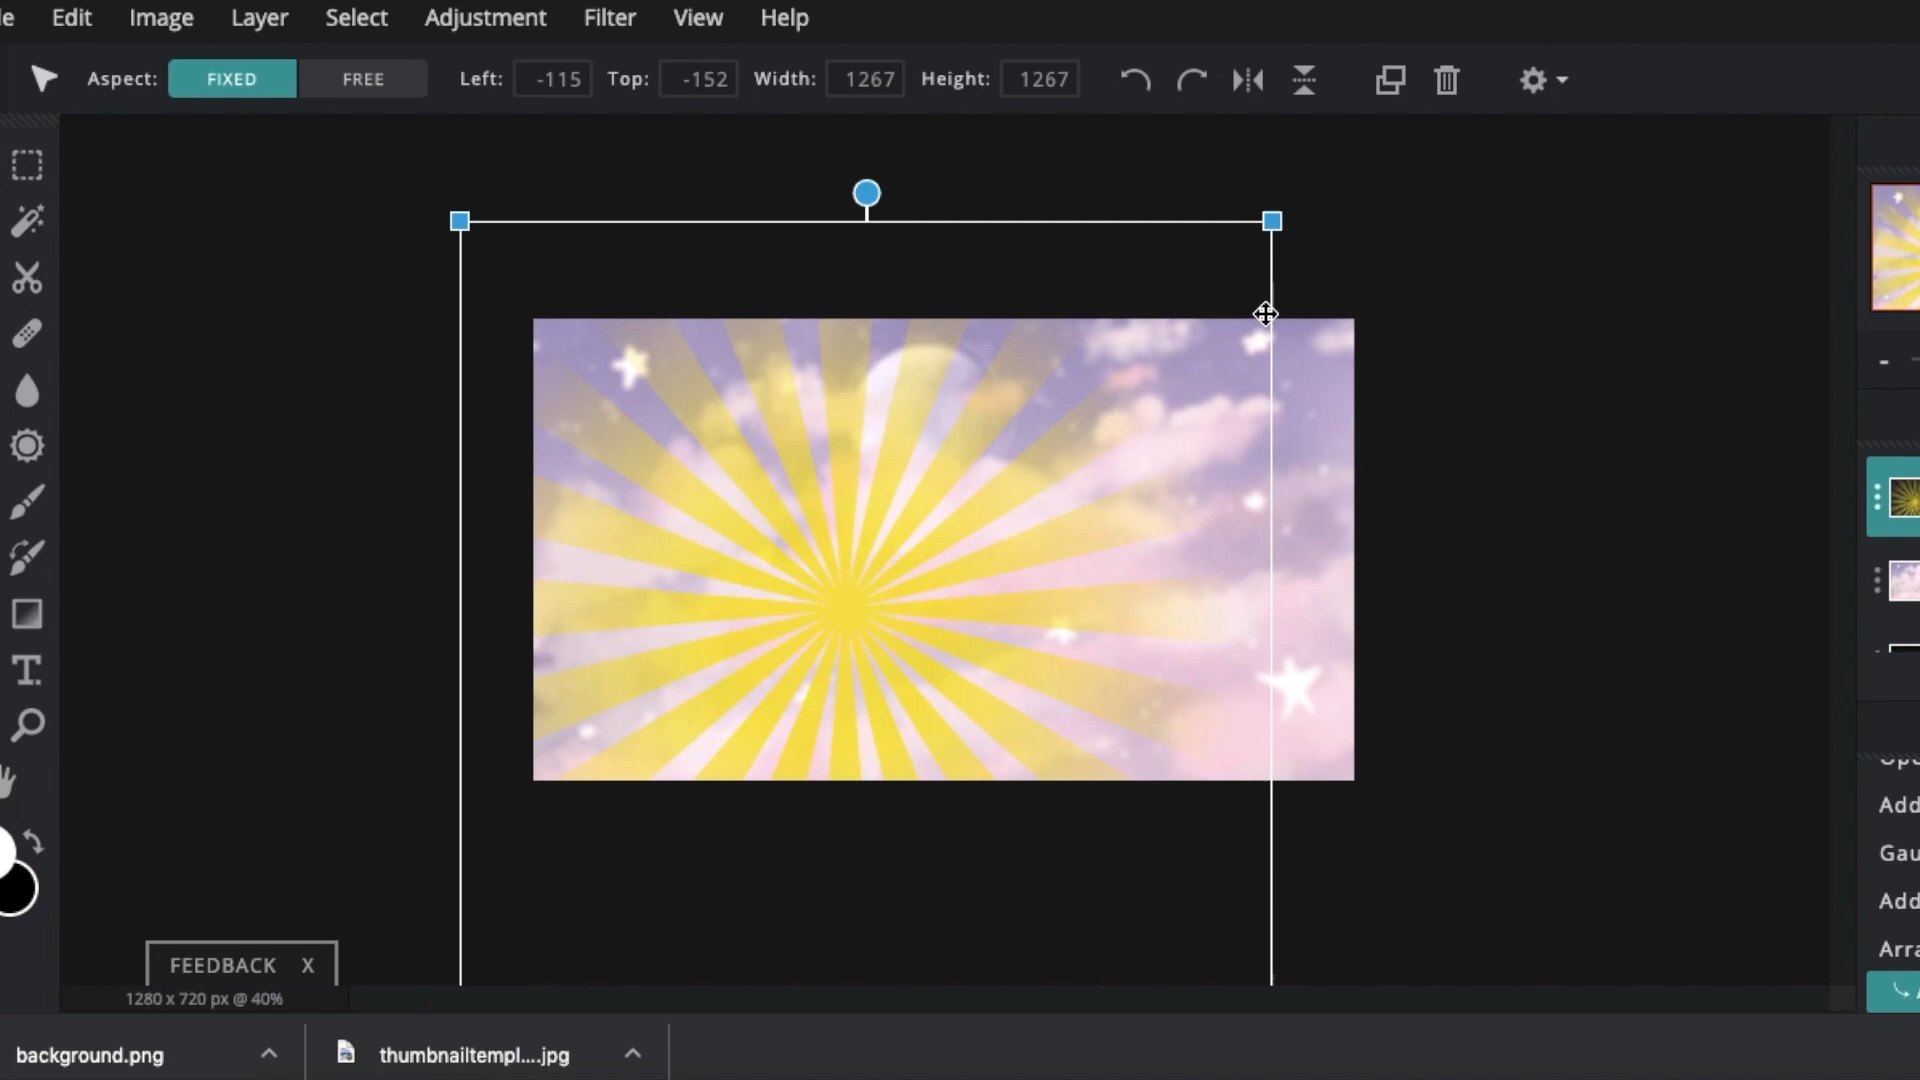 le Edit Image Layer Select Adjustment Filter View Help
Aspect: FIXED FREE Left: -115 Top: -152 Width: 1267 Height: 1267
T.
-
Add
Gau
Add
Arra
FEEDBACK X
1280 x 720 px @ 40%
background.png thumbnailtempl....jpg